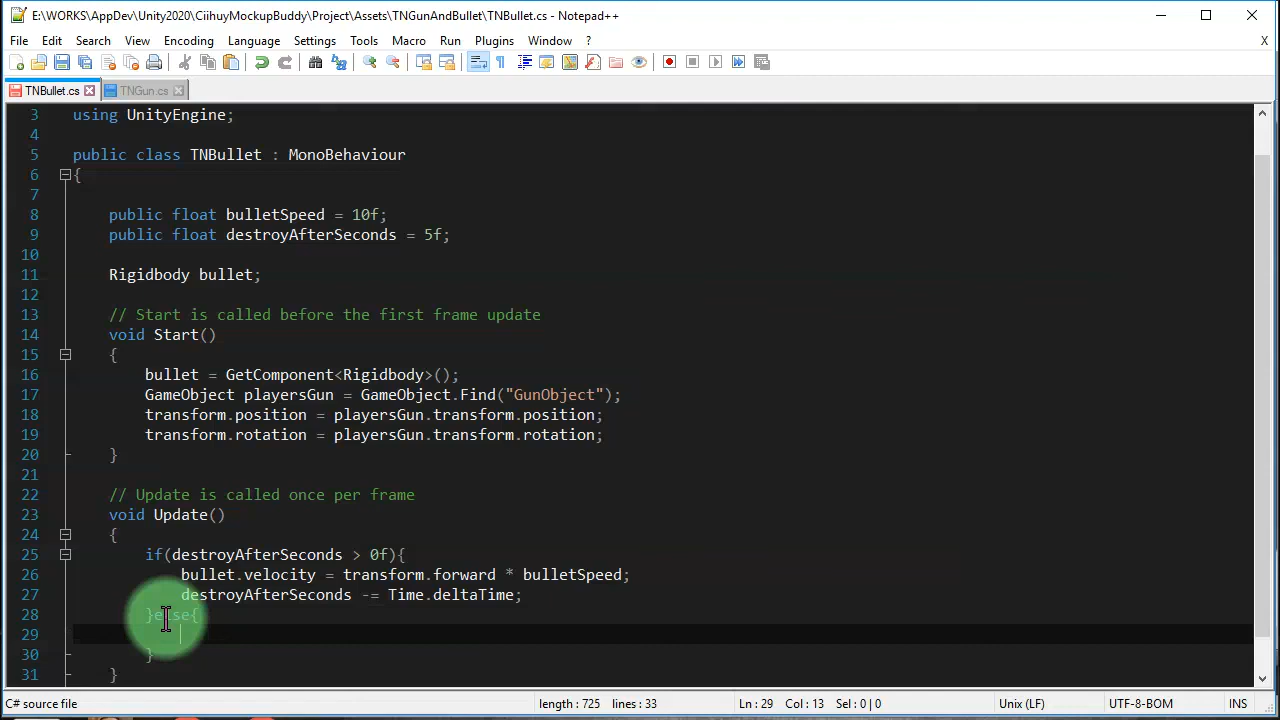 E:\WORKS\AppDev\Unity2020\CiihuyMockupBuddy\Project\Assets\TNGunAndBullet\TNBullet.cs - Notepad++
File Edit Search View Encoding Language Settings Tools Macro Run Plugins Window ? X
TNBullet.cs TNGun.cs
3 using UnityEngine;
4
5 public class TNBullet : MonoBehaviour
6 {
7
8 public float bulletSpeed = 10f;
9 public float destroyAfterSeconds = 5f;
10
11 Rigidbody bullet;
12
13 // Start is called before the first frame update
14 void Start()
15 {
16 bullet = GetComponent<Rigidbody>();
17 GameObject playersGun = GameObject.Find("GunObject");
18 transform.position = playersGun.transform.position;
19 transform.rotation = playersGun.transform.rotation;
20 }
21
22 // Update is called once per frame
23 void Update()
24 {
25 if(destroyAfterSeconds > 0f){
26 bullet.velocity = transform.forward * bulletSpeed;
27 destroyAfterSeconds -= Time.deltaTime;
28 }else{
29
30 }
31 }
C# source file length : 725 lines : 33 Ln : 29 Col : 13 Sel : 0 | 0 Unix (LF) UTF-8-BOM INS